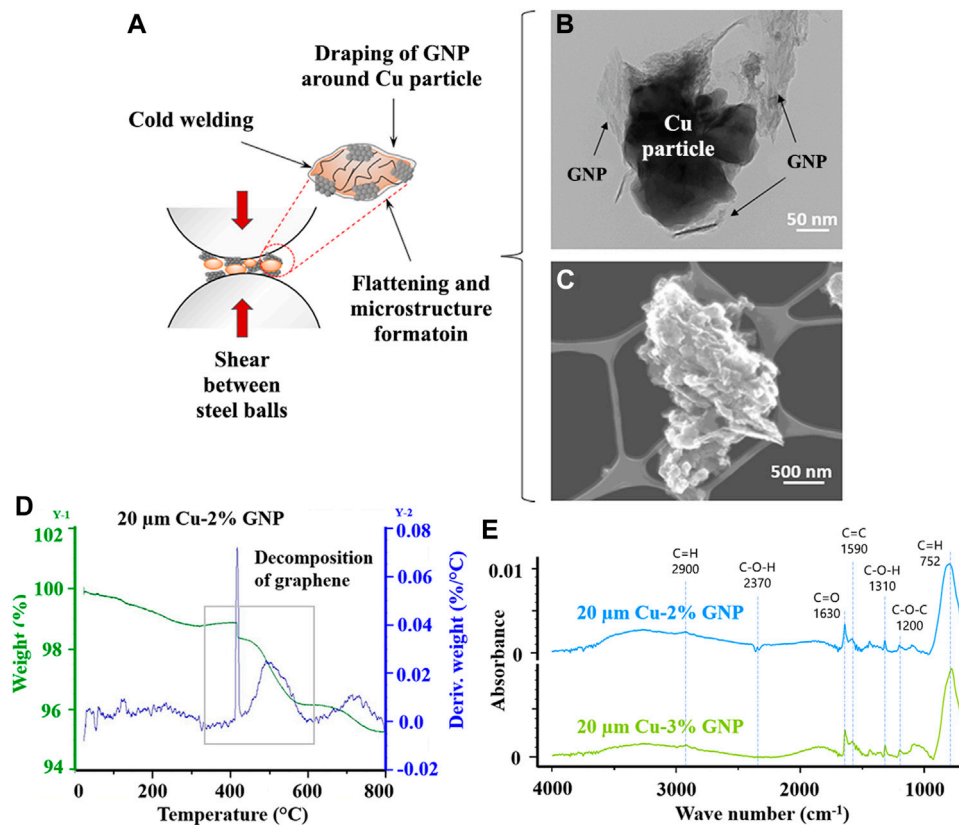 A
Draping of GNP
around Cu particle
Cold welding
Flattening and
microstructure
formatoin
Shear
between
steel balls
B
Cu
particle
GNP
GNP
50 nm
C
500 nm
D
Y-1
20 µm Cu-2% GNP
Y-2
102
100
98
96
94
Weight (%)
Decomposition
of graphene
0.08
0.06
0.04
0.02
0.0
-0.02
Deriv. weight (%/°C)
0
200
400
600
800
Temperature (°C)
E
C=H
2900
C-O-H
2370
C=O
1630
C=C
1590
C-O-H
1310
C-O-C
1200
C=H
752
0.01
0
0
Absorbance
20 µm Cu-2% GNP
20 µm Cu-3% GNP
4000
3000
2000
1000
Wave number (cm⁻¹)